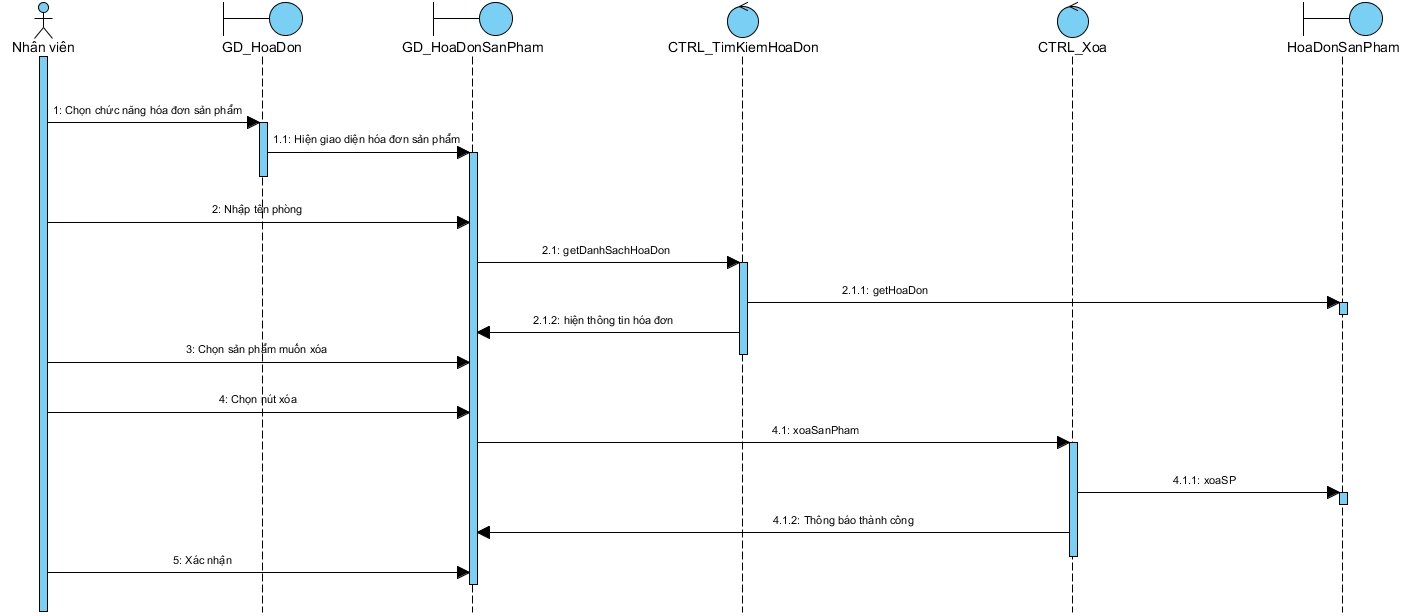 Nhân viên
GD_HoaDon
GD_HoaDonSanPham
CTRL_TimKiemHoaDon
CTRL_Xoa
HoaDonSanPham
1: Chọn chức năng hóa đơn sản phẩm
1.1: Hiện giao diện hóa đơn sản phẩm
2: Nhập tên phòng
2.1: getDanhSachHoaDon
2.1.1: getHoaDon
2.1.2: hiện thông tin hóa đơn
3: Chọn sản phẩm muốn xóa
4: Chọn nút xóa
4.1: xoaSanPham
4.1.1: xoaSP
4.1.2: Thông báo thành công
5: Xác nhận